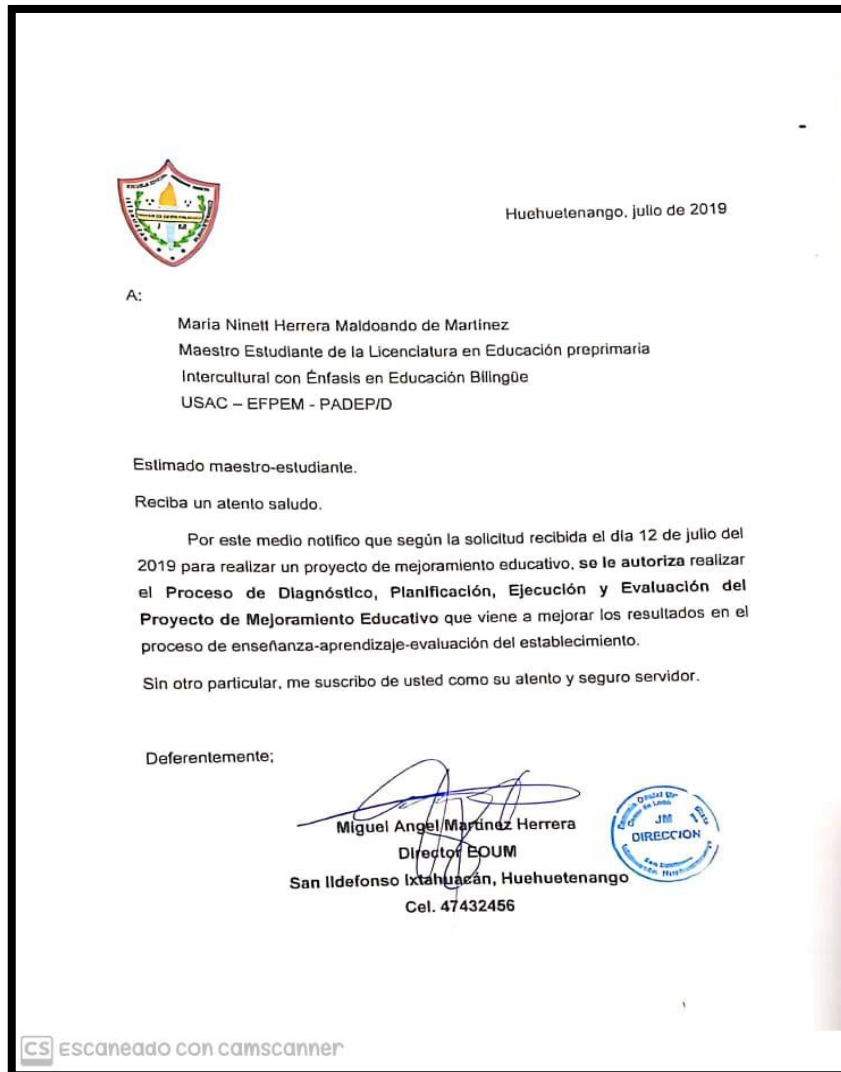 Huehuetenango, julio de 2019
A:
María Ninett Herrera Maldoando de Martínez
Maestro Estudiante de la Licenciatura en Educación preprimaria
Intercultural con Énfasis en Educación Bilingüe
USAC – EFPEM - PADEP/D
Estimado maestro-estudiante.
Reciba un atento saludo.
Por este medio notifico que según la solicitud recibida el día 12 de julio del
2019 para realizar un proyecto de mejoramiento educativo, se le autoriza realizar
el Proceso de Diagnóstico, Planificación, Ejecución y Evaluación del
Proyecto de Mejoramiento Educativo que viene a mejorar los resultados en el
proceso de enseñanza-aprendizaje-evaluación del establecimiento.
Sin otro particular, me suscribo de usted como su atento y seguro servidor.
Deferentemente;
Miguel Angel Martínez Herrera
Director EOUM
San Ildefonso Ixtahuacán, Huehuetenango
Cel. 47432456
JM
DIRECCION
CS Escaneado con CamScanner